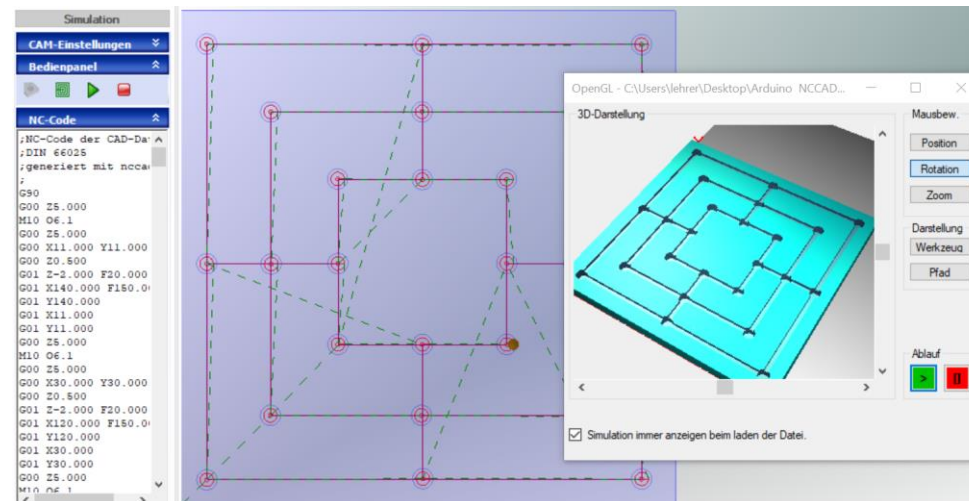 Simulation
CAM-Einstellungen
Bedienpanel
NC-Code
;NC-Code der CAD-Da
;DIN 66025
;generiert mit ncca
;
G90
G00 Z5.000
M10 O6.1
G00 Z5.000
G00 X11.000 Y11.000
G00 Z0.500
G01 Z-2.000 F20.000
G01 X140.000 F150.0
G01 Y140.000
G01 X11.000
G01 Y11.000
G00 Z5.000
M10 O6.1
G00 Z5.000
G00 X30.000 Y30.000
G00 Z0.500
G01 Z-2.000 F20.000
G01 X120.000 F150.0
G01 Y120.000
G01 X30.000
G01 Y30.000
G00 Z5.000
M10 O6.1
OpenGL - C:\Users\lehrer\Desktop\Arduino NCCAD...
3D-Darstellung
Mausbew.
Position
Rotation
Zoom
Darstellung
Werkzeug
Pfad
Ablauf
>
Simulation immer anzeigen beim laden der Datei.